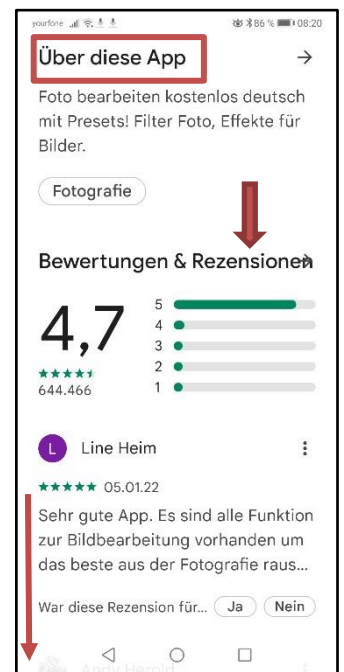 yourfone 86 % 08:20
Über diese App
Foto bearbeiten kostenlos deutsch
mit Presets! Filter Foto, Effekte für
Bilder.
Fotografie
Bewertungen & Rezensionen
4,7
5
4
3
2
1
644.466
L Line Heim
05.01.22
Sehr gute App. Es sind alle Funktion
zur Bildbearbeitung vorhanden um
das beste aus der Fotografie raus...
War diese Rezension für... Ja Nein
Andy Herold